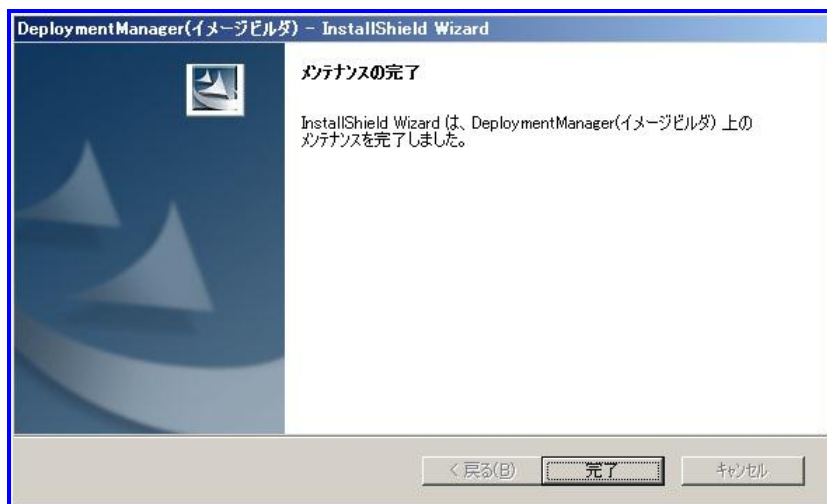 DeploymentManager(イメージビルダ) - InstallShield Wizard
メンテナンスの完了
InstallShield Wizard は、DeploymentManager(イメージビルダ) 上の
メンテナンスを完了しました。
< 戻る(B)
完了
キャンセル